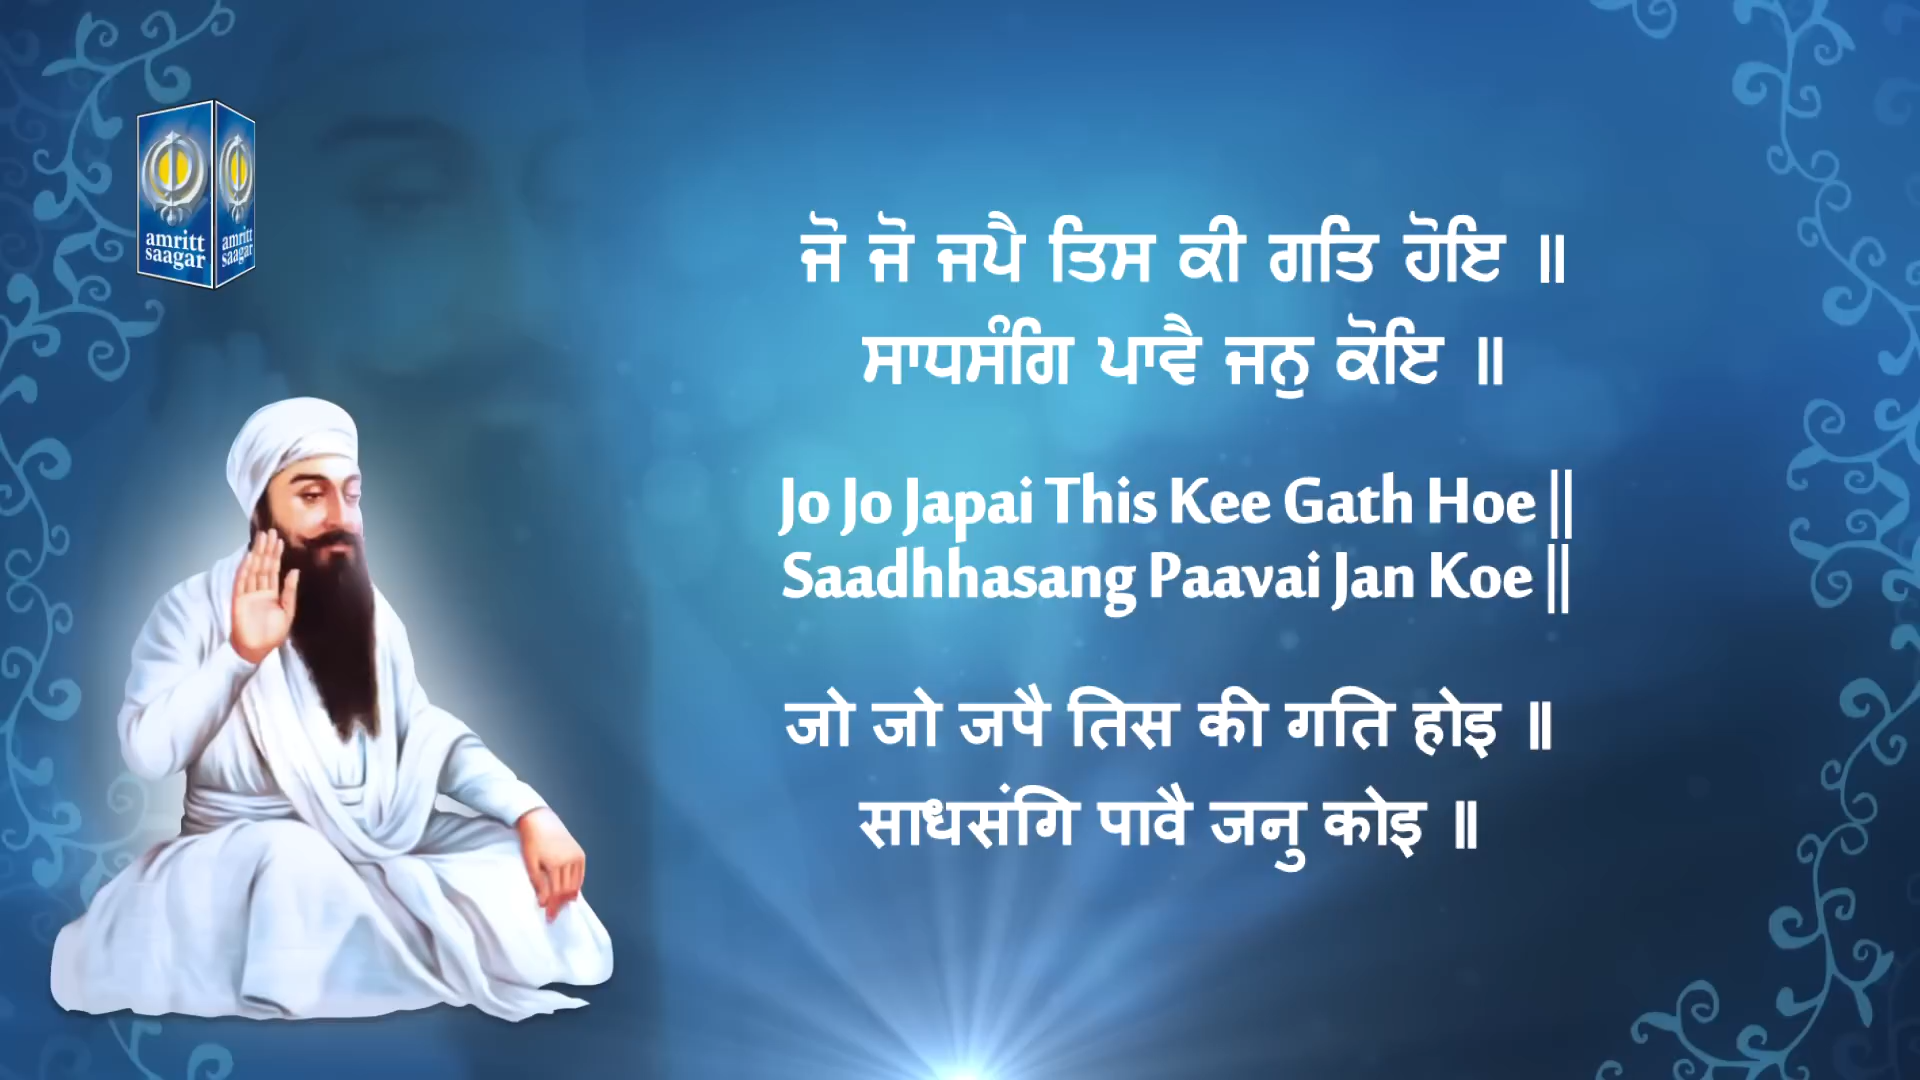 amritt
saagar
amritt
saagar
ਜੋ ਜੋ ਜਪੈ ਤਿਸ ਕੀ ਗਤਿ ਹੋਇ ॥
ਸਾਧਸੰਗਿ ਪਾਵੈ ਜਨੁ ਕੋਇ ॥
Jo Jo Japai This Kee Gath Hoe ||
Saadhhasang Paavai Jan Koe ||
जो जो जपै तिस की गति होइ ॥
साधसंगि पावै जनु कोइ ॥